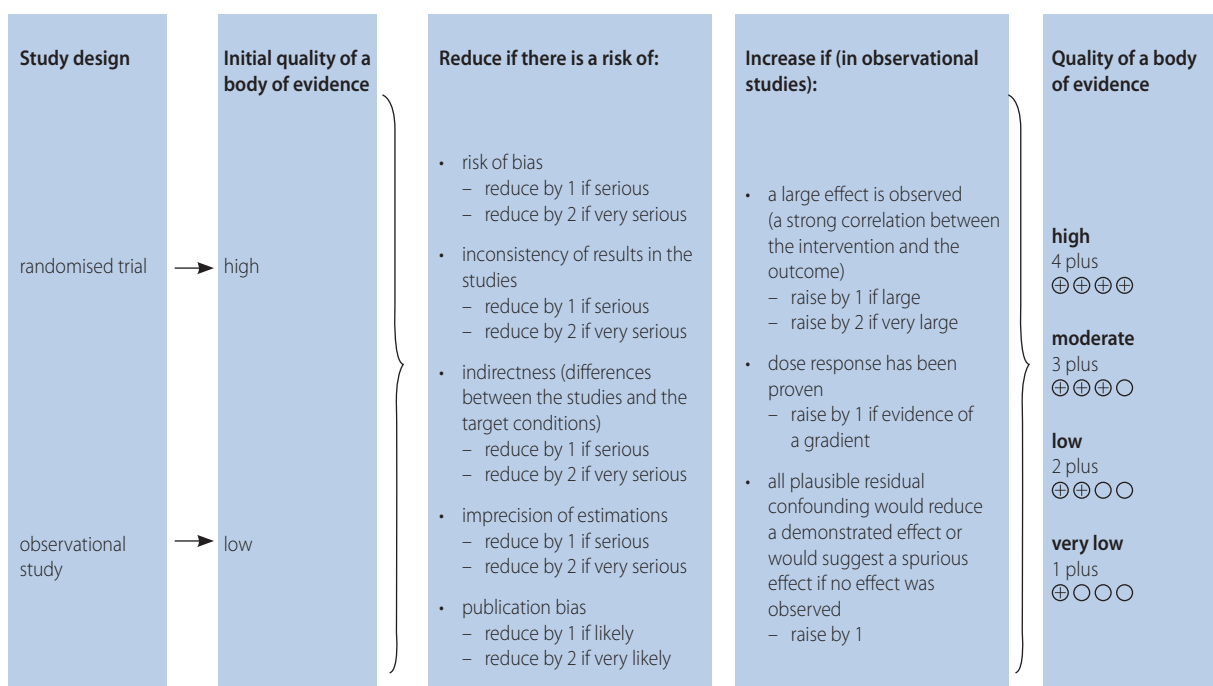 Study design
Initial quality of a
body of evidence
Reduce if there is a risk of:
Increase if (in observational
studies):
Quality of a body
of evidence
randomised trial
high
observational
study
low
• risk of bias
– reduce by 1 if serious
– reduce by 2 if very serious
• inconsistency of results in the
studies
– reduce by 1 if serious
– reduce by 2 if very serious
• indirectness (differences
between the studies and the
target conditions)
– reduce by 1 if serious
– reduce by 2 if very serious
• imprecision of estimations
– reduce by 1 if serious
– reduce by 2 if very serious
• publication bias
– reduce by 1 if likely
– reduce by 2 if very likely
• a large effect is observed
(a strong correlation between
the intervention and the
outcome)
– raise by 1 if large
– raise by 2 if very large
• dose response has been
proven
– raise by 1 if evidence of
a gradient
• all plausible residual
confounding would reduce
a demonstrated effect or
would suggest a spurious
effect if no effect was
observed
– raise by 1
high
4 plus
⊕⊕⊕⊕
moderate
3 plus
⊕⊕⊕○
low
2 plus
⊕⊕○○
very low
1 plus
⊕○○○